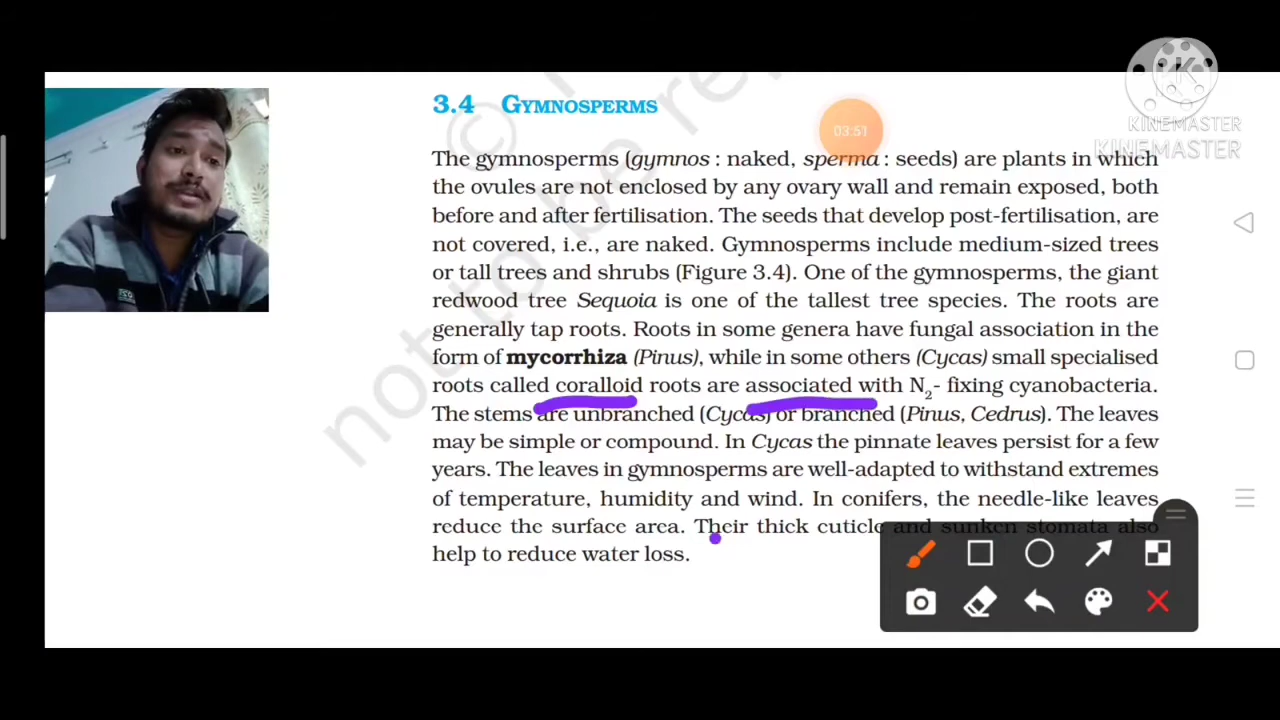 3.4 GYMNOSPERMS
03:51
KINEMASTER
KINEMASTER
The gymnosperms (gymnos : naked, sperma : seeds) are plants in which
the ovules are not enclosed by any ovary wall and remain exposed, both
before and after fertilisation. The seeds that develop post-fertilisation, are
not covered, i.e., are naked. Gymnosperms include medium-sized trees
or tall trees and shrubs (Figure 3.4). One of the gymnosperms, the giant
redwood tree Sequoia is one of the tallest tree species. The roots are
generally tap roots. Roots in some genera have fungal association in the
form of mycorrhiza (Pinus), while in some others (Cycas) small specialised
roots called coralloid roots are associated with N₂- fixing cyanobacteria.
The stems are unbranched (Cycas) or branched (Pinus, Cedrus). The leaves
may be simple or compound. In Cycas the pinnate leaves persist for a few
years. The leaves in gymnosperms are well-adapted to withstand extremes
of temperature, humidity and wind. In conifers, the needle-like leaves
reduce the surface area. Their thick cuticle and sunken stomata also
help to reduce water loss.
not to be re